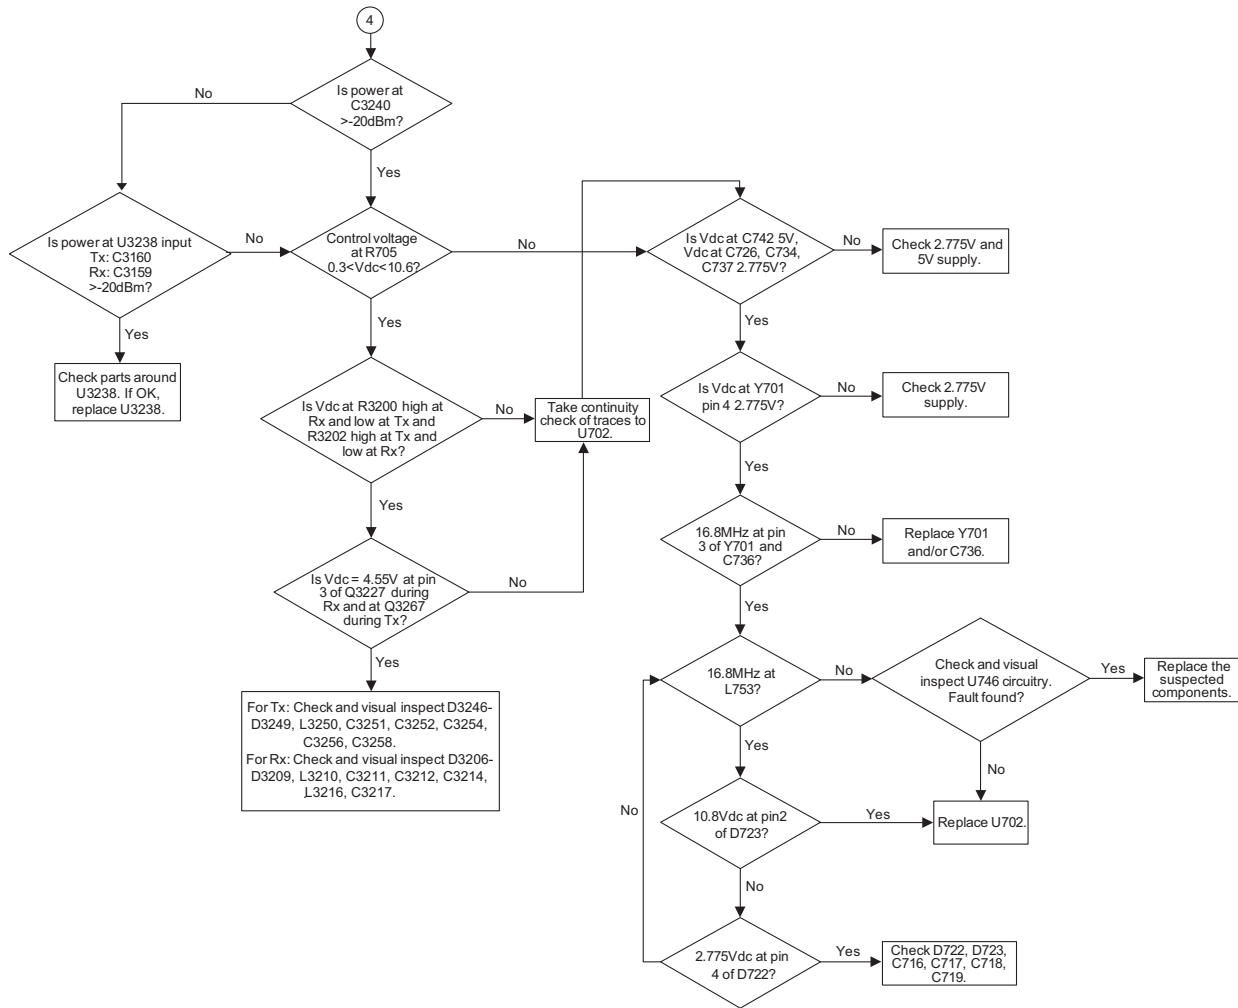 4
Is power at
C3240
>-20dBm?
No
Yes
Is power at U3238 input
Tx: C3160
Rx: C3159
>-20dBm?
No
Yes
Check parts around
U3238. If OK,
replace U3238.
Control voltage
at R705
0.3<Vdc<10.6?
No
Yes
Is Vdc at R3200 high at
Rx and low at Tx and
R3202 high at Tx and
low at Rx?
No
Yes
Take continuity
check of traces to
U702.
Is Vdc = 4.55V at pin
3 of Q3227 during
Rx and at Q3267
during Tx?
No
Yes
For Tx: Check and visual inspect D3246-
D3249, L3250, C3251, C3252, C3254,
C3256, C3258.
For Rx: Check and visual inspect D3206-
D3209, L3210, C3211, C3212, C3214,
L3216, C3217.
Is Vdc at C742 5V,
Vdc at C726, C734,
C737 2.775V?
No
Yes
Check 2.775V and
5V supply.
Is Vdc at Y701
pin 4 2.775V?
No
Yes
Check 2.775V
supply.
16.8MHz at pin
3 of Y701 and
C736?
No
Yes
Replace Y701
and/or C736.
16.8MHz at
L753?
No
Yes
Check and visual
inspect U746 circuitry.
Fault found?
Yes
No
Replace the
suspected
components.
10.8Vdc at pin2
of D723?
Yes
No
Replace U702.
2.775Vdc at pin
4 of D722?
No
Yes
Check D722, D723,
C716, C717, C718,
C719.